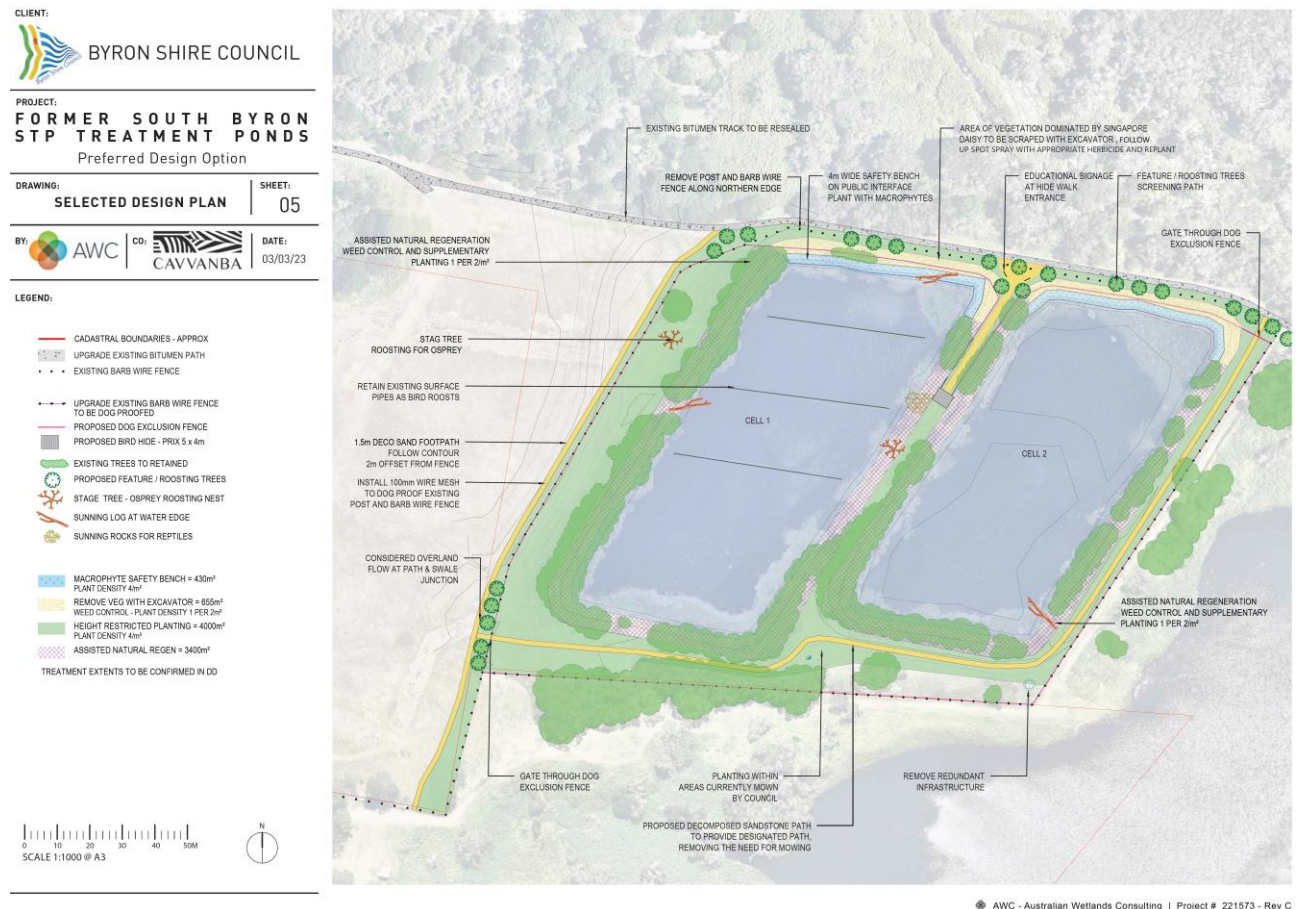 CLIENT:
BYRON SHIRE COUNCIL
Byron Shire Council
PROJECT:
FORMER SOUTH BYRON
STP TREATMENT PONDS
Preferred Design Option
DRAWING:
SELECTED DESIGN PLAN
SHEET:
05
BY:
AWC
CO:
CAVVANBA
DATE:
03/03/23
LEGEND:
CADASTRAL BOUNDARIES - APPROX
UPGRADE EXISTING BITUMEN PATH
EXISTING BARB WIRE FENCE
UPGRADE EXISTING BARB WIRE FENCE
TO BE DOG PROOFED
PROPOSED DOG EXCLUSION FENCE
PROPOSED BIRD HIDE - PRIX 5 x 4m
EXISTING TREES TO RETAINED
PROPOSED FEATURE / ROOSTING TREES
STAGE TREE - OSPREY ROOSTING NEST
SUNNING LOG AT WATER EDGE
SUNNING ROCKS FOR REPTILES
MACROPHYTE SAFETY BENCH = 430m²
PLANT DENSITY 4/m²
REMOVE VEG WITH EXCAVATOR = 655m²
WEED CONTROL - PLANT DENSITY 1 PER 2m²
HEIGHT RESTRICTED PLANTING = 4000m²
PLANT DENSITY 4/m²
ASSISTED NATURAL REGEN = 3400m²
TREATMENT EXTENTS TO BE CONFIRMED IN DD
0 10 20 30 40 50M
SCALE 1:1000 @ A3
N
EXISTING BITUMEN TRACK TO BE RESEALED
AREA OF VEGETATION DOMINATED BY SINGAPORE
DAISY TO BE SCRAPED WITH EXCAVATOR , FOLLOW
UP SPOT SPRAY WITH APPROPRIATE HERBICIDE AND REPLANT
REMOVE POST AND BARB WIRE
FENCE ALONG NORTHERN EDGE
4m WIDE SAFETY BENCH
ON PUBLIC INTERFACE
PLANT WITH MACROPHYTES
EDUCATIONAL SIGNAGE
AT HIDE WALK
ENTRANCE
FEATURE / ROOSTING TREES
SCREENING PATH
GATE THROUGH DOG
EXCLUSION FENCE
ASSISTED NATURAL REGENERATION
WEED CONTROL AND SUPPLEMENTARY
PLANTING 1 PER 2/m²
STAG TREE
ROOSTING FOR OSPREY
RETAIN EXISTING SURFACE
PIPES AS BIRD ROOSTS
CELL 1
CELL 2
1.5m DECO SAND FOOTPATH
FOLLOW CONTOUR
2m OFFSET FROM FENCE
INSTALL 100mm WIRE MESH
TO DOG PROOF EXISTING
POST AND BARB WIRE FENCE
CONSIDERED OVERLAND
FLOW AT PATH & SWALE
JUNCTION
ASSISTED NATURAL REGENERATION
WEED CONTROL AND SUPPLEMENTARY
PLANTING 1 PER 2/m²
GATE THROUGH DOG
EXCLUSION FENCE
PLANTING WITHIN
AREAS CURRENTLY MOWN
BY COUNCIL
REMOVE REDUNDANT
INFRASTRUCTURE
PROPOSED DECOMPOSED SANDSTONE PATH
TO PROVIDE DESIGNATED PATH,
REMOVING THE NEED FOR MOWING
AWC - Australian Wetlands Consulting | Project # 221573 - Rev C